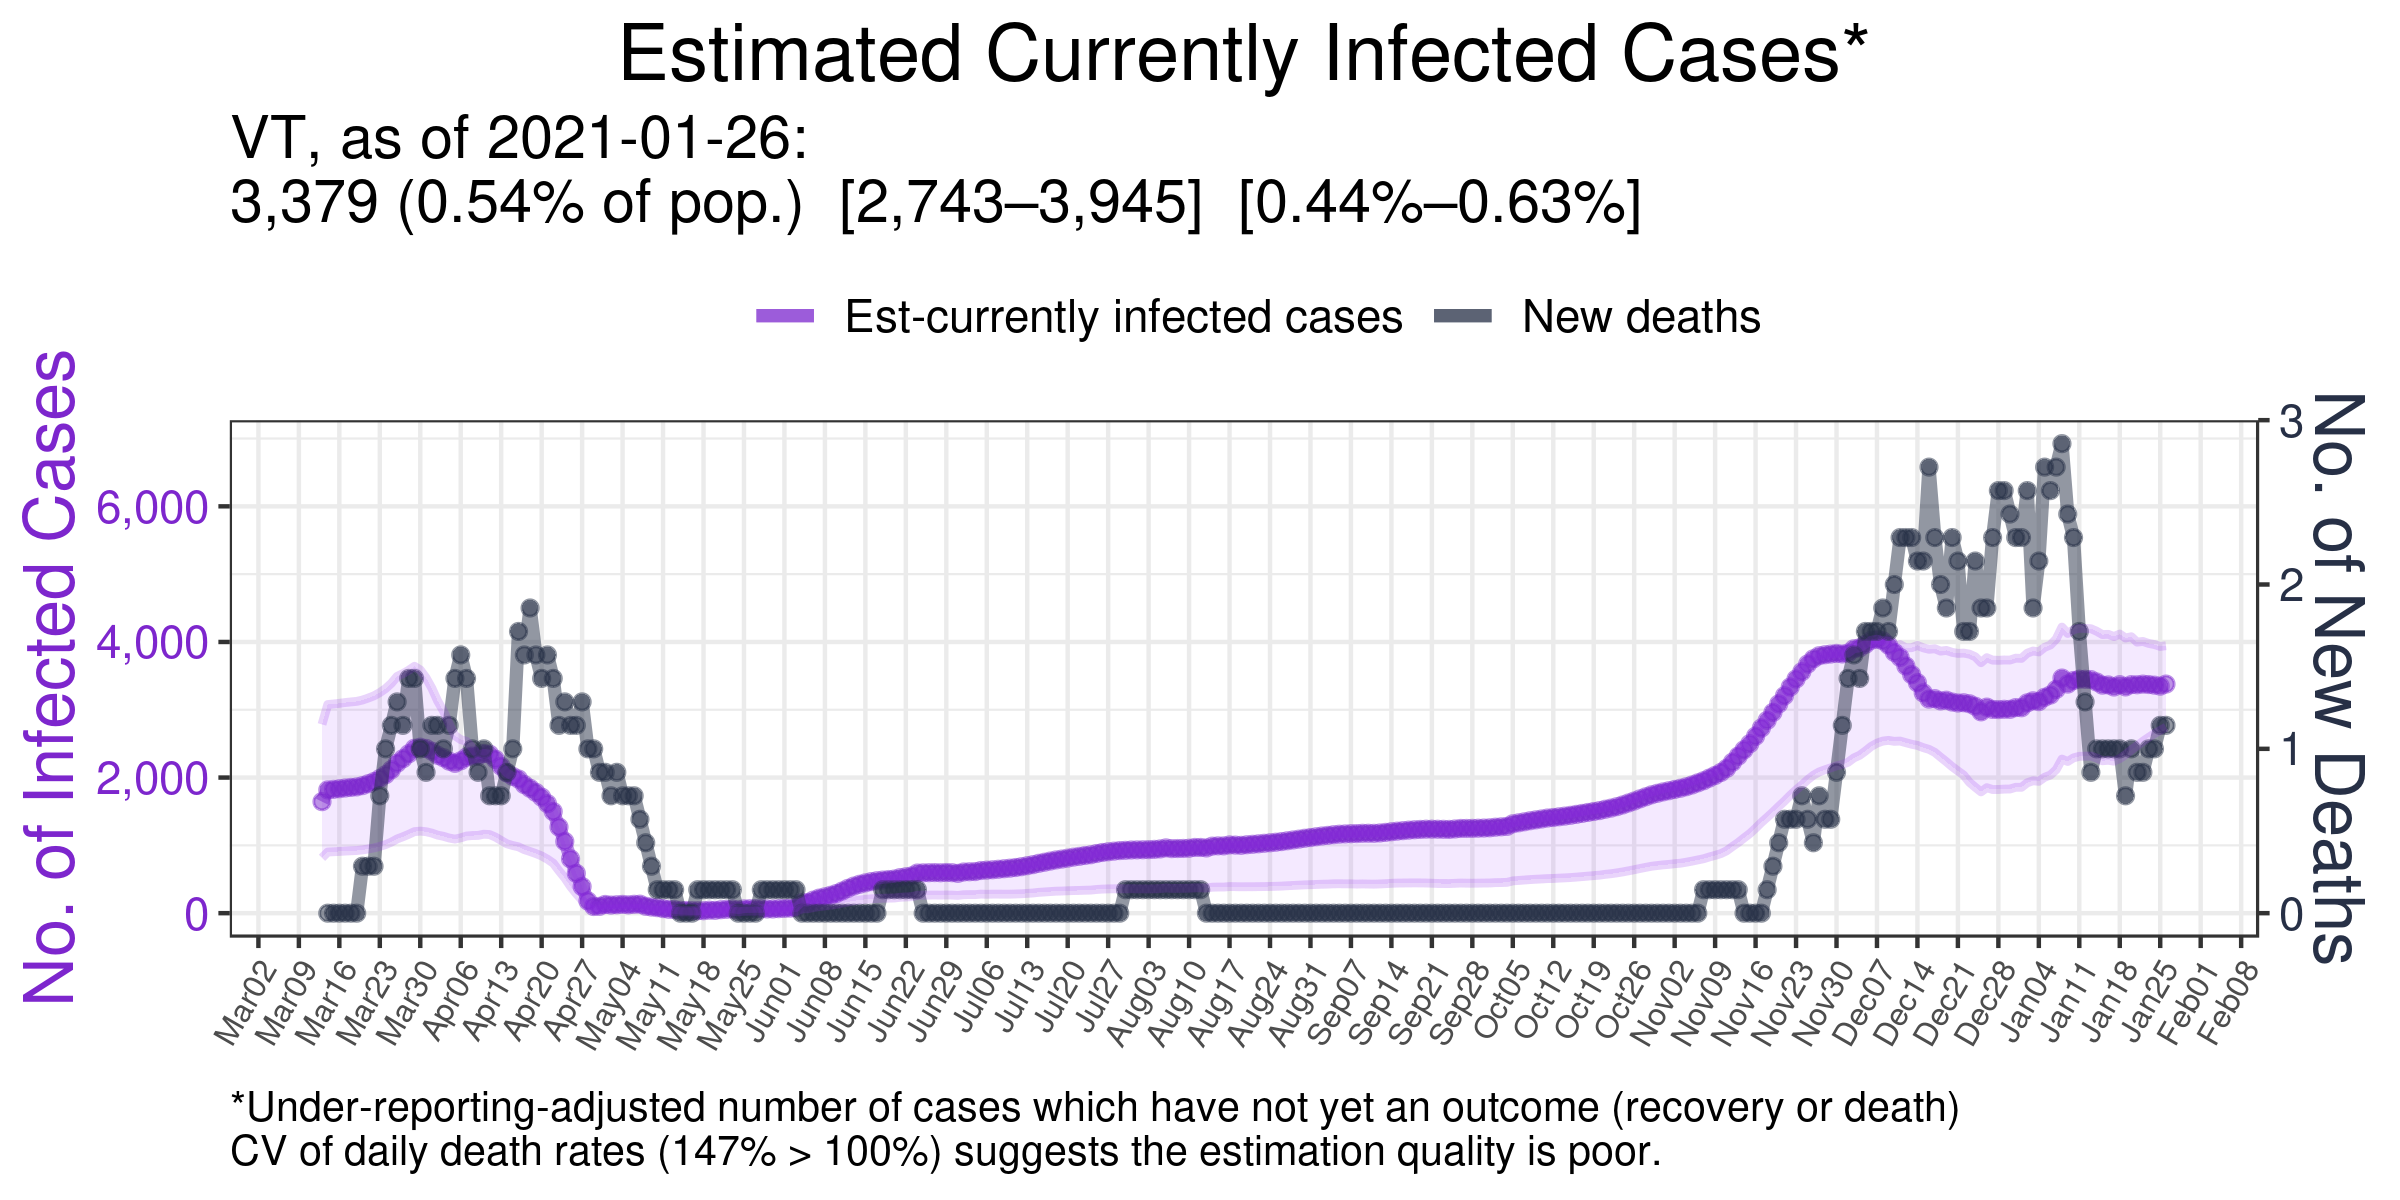 Estimated Currently Infected Cases*
VT, as of 2021-01-26:
3,379 (0.54% of pop.)  [2,743–3,945]  [0.44%–0.63%]
Est-currently infected cases
New deaths
No. of Infected Cases
6,000
4,000
2,000
0
3
2
1
0
No. of New Deaths
Mar02
Mar09
Mar16
Mar23
Mar30
Apr06
Apr13
Apr20
Apr27
May04
May11
May18
May25
Jun01
Jun08
Jun15
Jun22
Jun29
Jul06
Jul13
Jul20
Jul27
Aug03
Aug10
Aug17
Aug24
Aug31
Sep07
Sep14
Sep21
Sep28
Oct05
Oct12
Oct19
Oct26
Nov02
Nov09
Nov16
Nov23
Nov30
Dec07
Dec14
Dec21
Dec28
Jan04
Jan11
Jan18
Jan25
Feb01
Feb08
*Under-reporting-adjusted number of cases which have not yet an outcome (recovery or death)
CV of daily death rates (147% > 100%) suggests the estimation quality is poor.